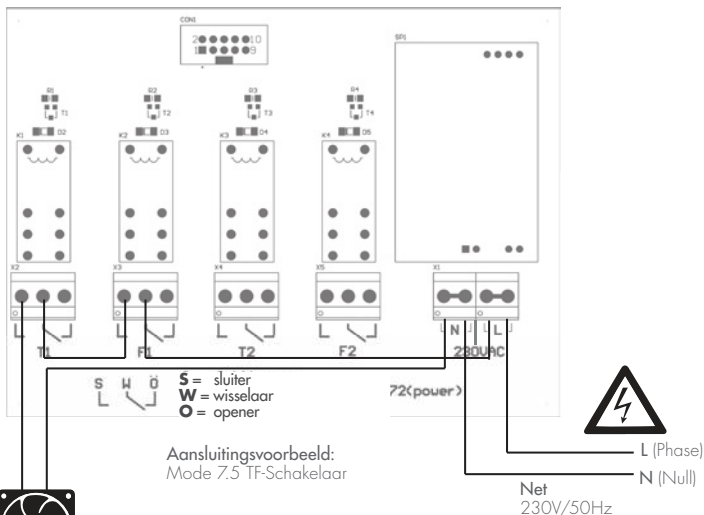 CON1
2 10
1 9
SP1
R1 R2 R3 R4
T1 T2 T3 T4
K1 D2 K2 D3 K3 D4 K4 D5
X2 X3 X4 X5 X1
N L
T1 F1 T2 F2 230VAC
S W Ö
S = sluiter
W = wisselaar
O = opener
72(power)
Aansluitingsvoorbeeld:
Mode 7.5 TF-Schakelaar
L (Phase)
N (Null)
Net
230V/50Hz